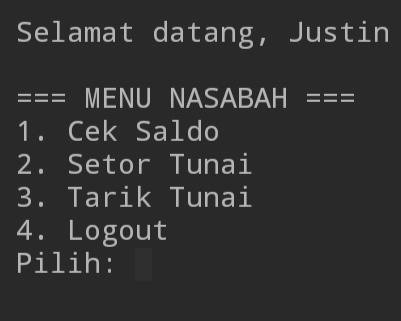 Selamat datang, Justin
=== MENU NASABAH ===
1. Cek Saldo
2. Setor Tunai
3. Tarik Tunai
4. Logout
Pilih: